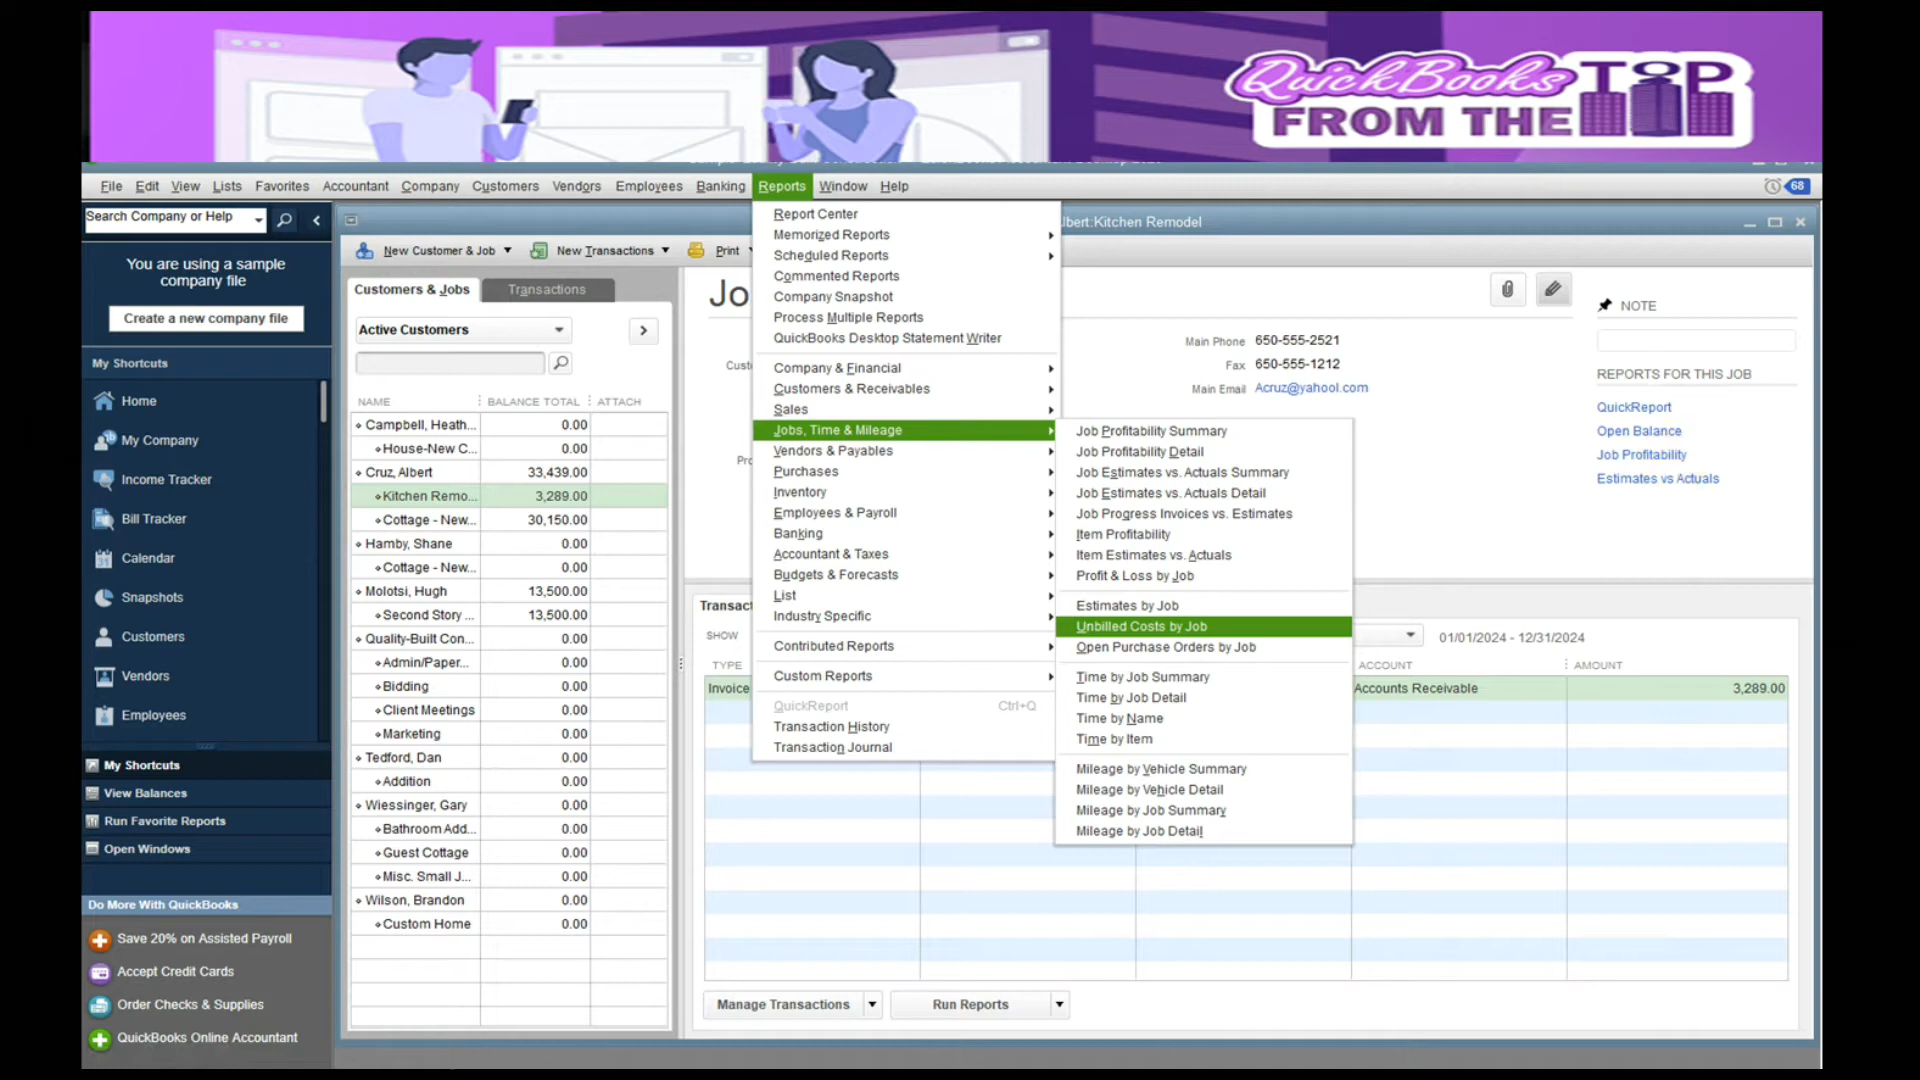 QuickBooks
FROM THE TOP
File Edit View Lists Favorites Accountant Company Customers Vendors Employees Banking Reports Window Help
68
Search Company or Help
You are using a sample
company file
Create a new company file
My Shortcuts
Home
My Company
Income Tracker
Bill Tracker
Calendar
Snapshots
Customers
Vendors
Employees
My Shortcuts
View Balances
Run Favorite Reports
Open Windows
Do More With QuickBooks
Save 20% on Assisted Payroll
Accept Credit Cards
Order Checks & Supplies
QuickBooks Online Accountant
lbert:Kitchen Remodel
New Customer & Job New Transactions Print
Customers & Jobs Transactions
Active Customers
NAME BALANCE TOTAL ATTACH
Campbell, Heath... 0.00
House-New C... 0.00
Cruz, Albert 33,439.00
Kitchen Remo... 3,289.00
Cottage - New... 30,150.00
Hamby, Shane 0.00
Cottage - New... 0.00
Molotsi, Hugh 13,500.00
Second Story ... 13,500.00
Quality-Built Con... 0.00
Admin/Paper... 0.00
Bidding 0.00
Client Meetings 0.00
Marketing 0.00
Tedford, Dan 0.00
Addition 0.00
Wiessinger, Gary 0.00
Bathroom Add... 0.00
Guest Cottage 0.00
Misc. Small J... 0.00
Wilson, Brandon 0.00
Custom Home 0.00
Report Center
Memorized Reports
Scheduled Reports
Commented Reports
Company Snapshot
Process Multiple Reports
QuickBooks Desktop Statement Writer
Company & Financial
Customers & Receivables
Sales
Jobs, Time & Mileage
Vendors & Payables
Purchases
Inventory
Employees & Payroll
Banking
Accountant & Taxes
Budgets & Forecasts
List
Industry Specific
Contributed Reports
Custom Reports
QuickReport Ctrl+Q
Transaction History
Transaction Journal
Job Profitability Summary
Job Profitability Detail
Job Estimates vs. Actuals Summary
Job Estimates vs. Actuals Detail
Job Progress Invoices vs. Estimates
Item Profitability
Item Estimates vs. Actuals
Profit & Loss by Job
Estimates by Job
Unbilled Costs by Job
Open Purchase Orders by Job
Time by Job Summary
Time by Job Detail
Time by Name
Time by Item
Mileage by Vehicle Summary
Mileage by Vehicle Detail
Mileage by Job Summary
Mileage by Job Detail
Jo
Custo
Pro
Main Phone 650-555-2521
Fax 650-555-1212
Main Email Acruz@yahool.com
NOTE
REPORTS FOR THIS JOB
QuickReport
Open Balance
Job Profitability
Estimates vs Actuals
Transact
SHOW 01/01/2024 - 12/31/2024
TYPE ACCOUNT AMOUNT
Invoice Accounts Receivable 3,289.00
Manage Transactions Run Reports